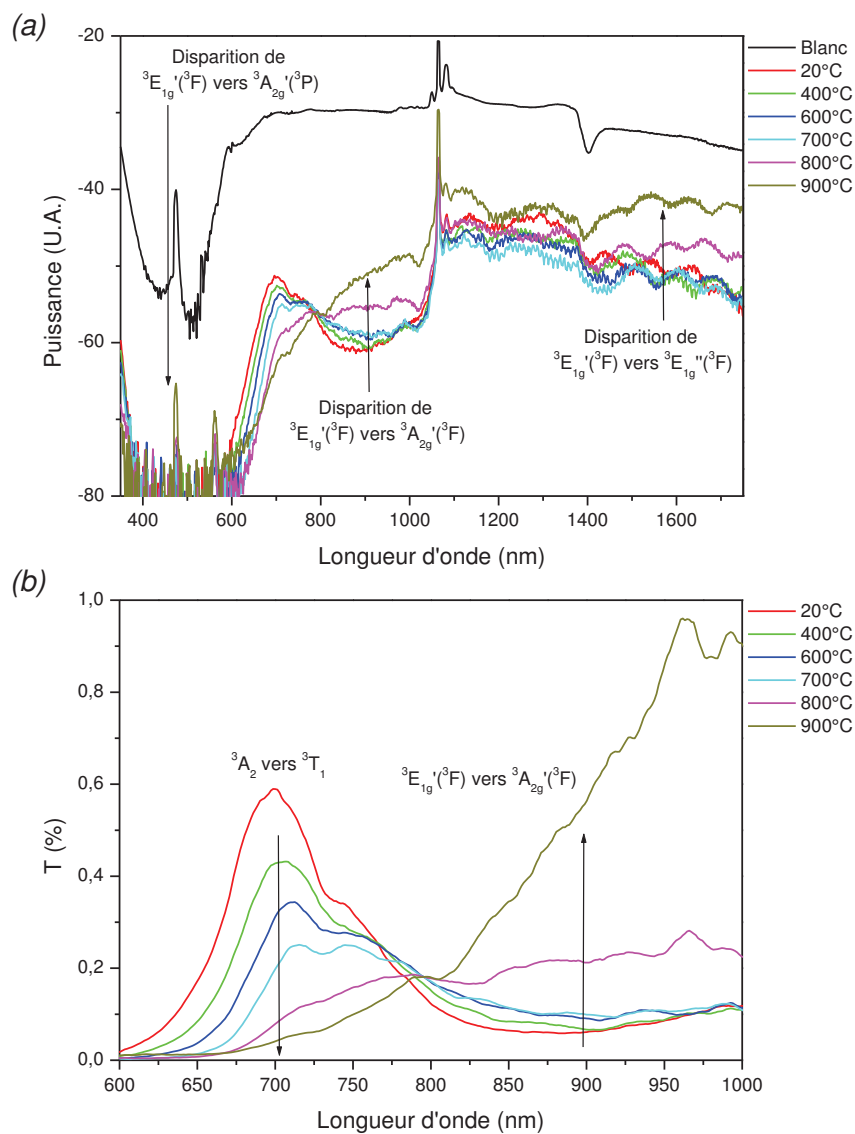 (a)
-20
-40
-60
-80
Puissance (U.A.)
Disparition de
³E₁g'(³F) vers ³A₂g'(³P)
Disparition de
³E₁g'(³F) vers ³A₂g'(³F)
Disparition de
³E₁g'(³F) vers ³E₁g''(³F)
Blanc
20°C
400°C
600°C
700°C
800°C
900°C
400 600 800 1000 1200 1400 1600
Longueur d'onde (nm)
(b)
1,0
0,8
0,6
0,4
0,2
0,0
T (%)
³A₂ vers ³T₁
³E₁g'(³F) vers ³A₂g'(³F)
20°C
400°C
600°C
700°C
800°C
900°C
600 650 700 750 800 850 900 950 1000
Longueur d'onde (nm)